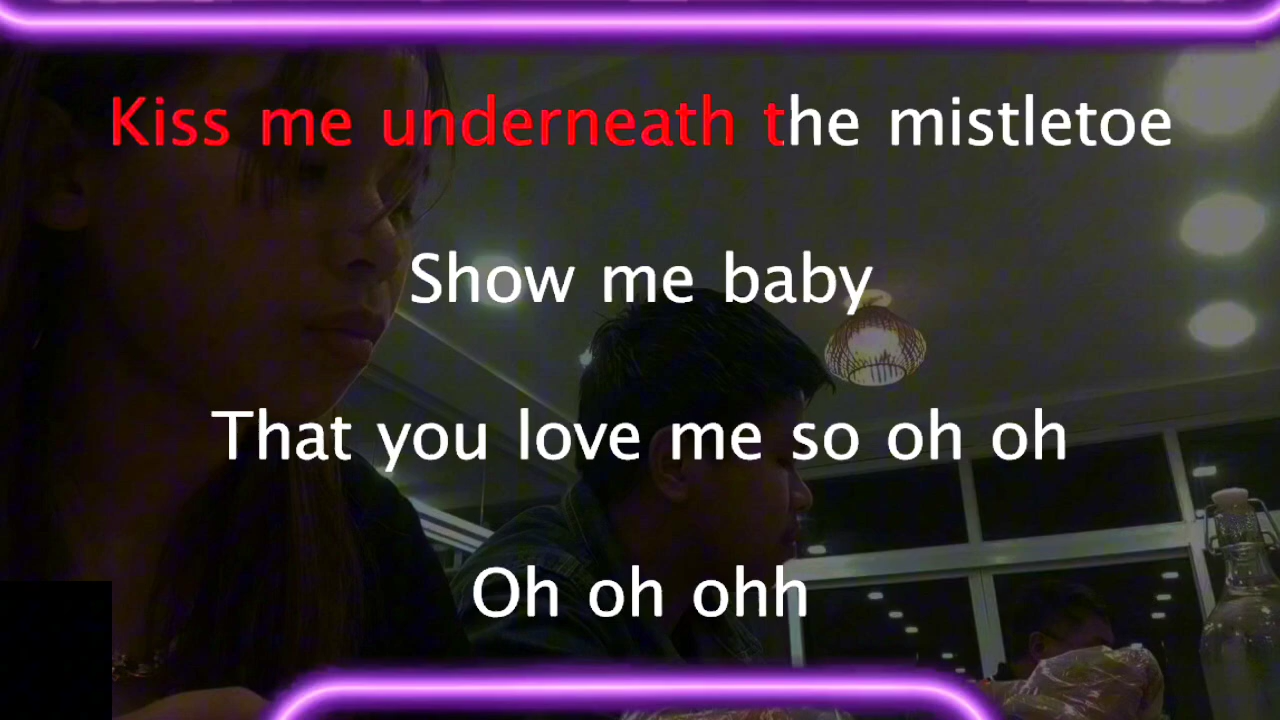 Kiss me underneath the mistletoe
Show me baby
That you love me so oh oh
Oh oh ohh